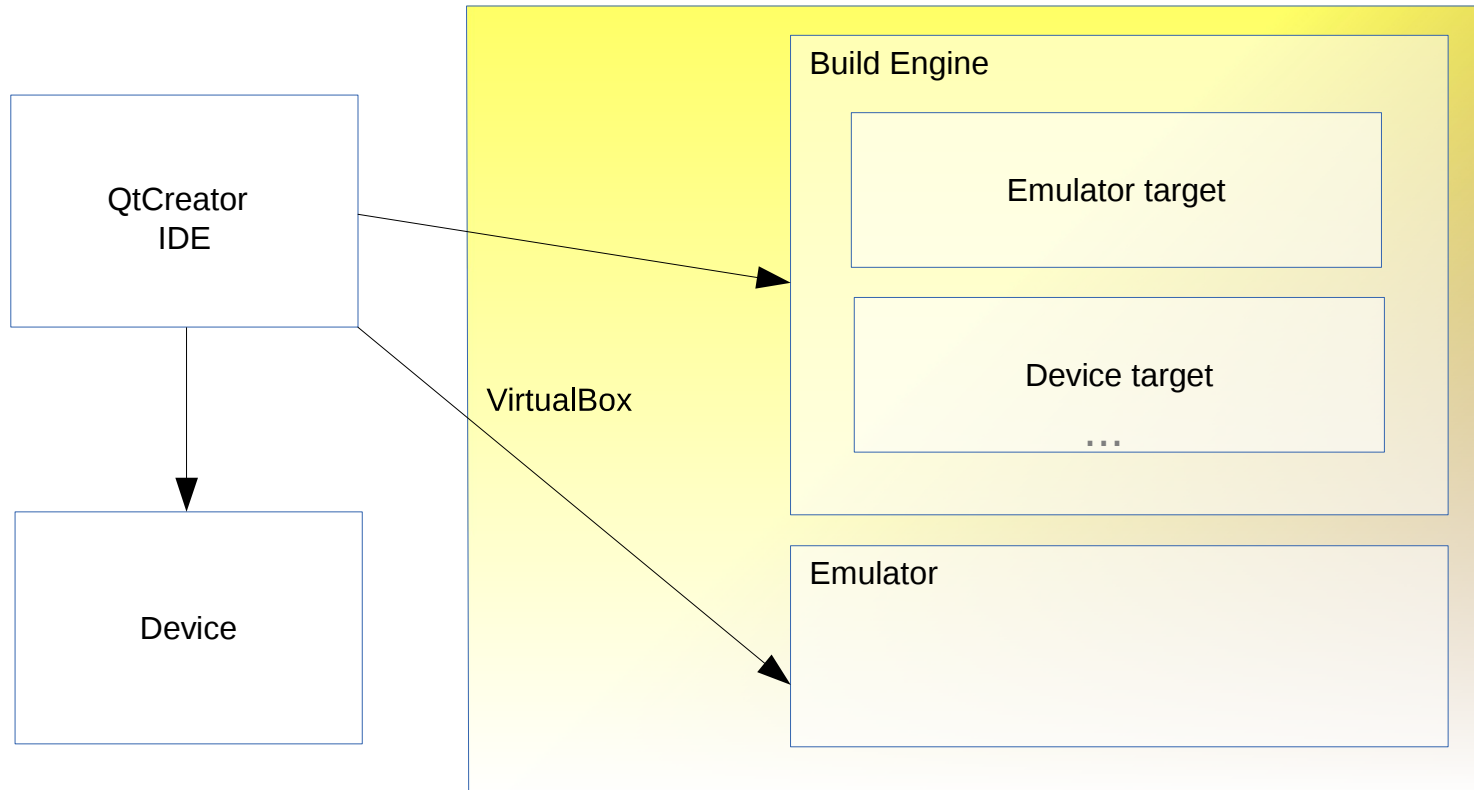 Build Engine
QtCreator
IDE
Emulator target
Device target
...
VirtualBox
Emulator
Device